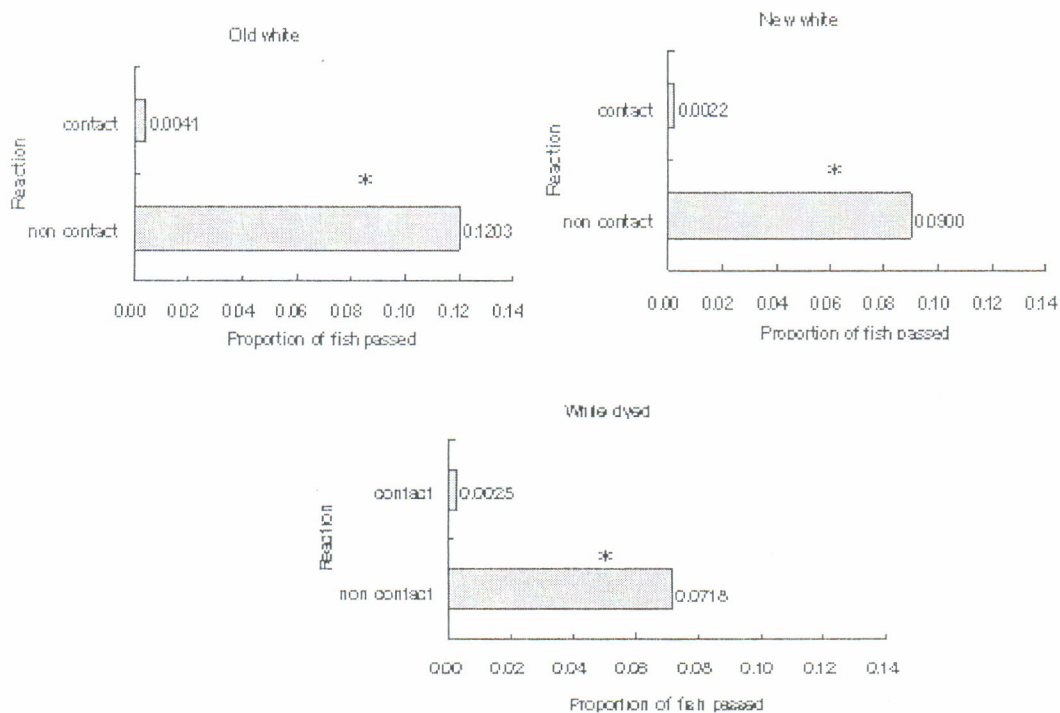 Old white
contact
0.0041
*
Reaction
non contact
0.1203
0.00 0.02 0.04 0.06 0.08 0.10 0.12 0.14
Proportion of fish passed
New white
contact
0.0022
*
Reaction
non contact
0.0900
0.00 0.02 0.04 0.06 0.08 0.10 0.12 0.14
Proportion of fish passed
White dyed
contact
0.0025
*
Reaction
non contact
0.0718
0.00 0.02 0.04 0.06 0.08 0.10 0.12 0.14
Proportion of fish passed